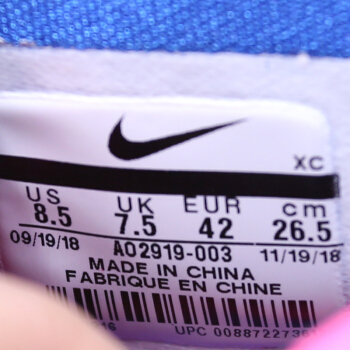 XC
US UK EUR cm
8.5 7.5 42 26.5
09/19/18 AO2919-003 11/19/18
MADE IN CHINA
FABRIQUE EN CHINE
UPC